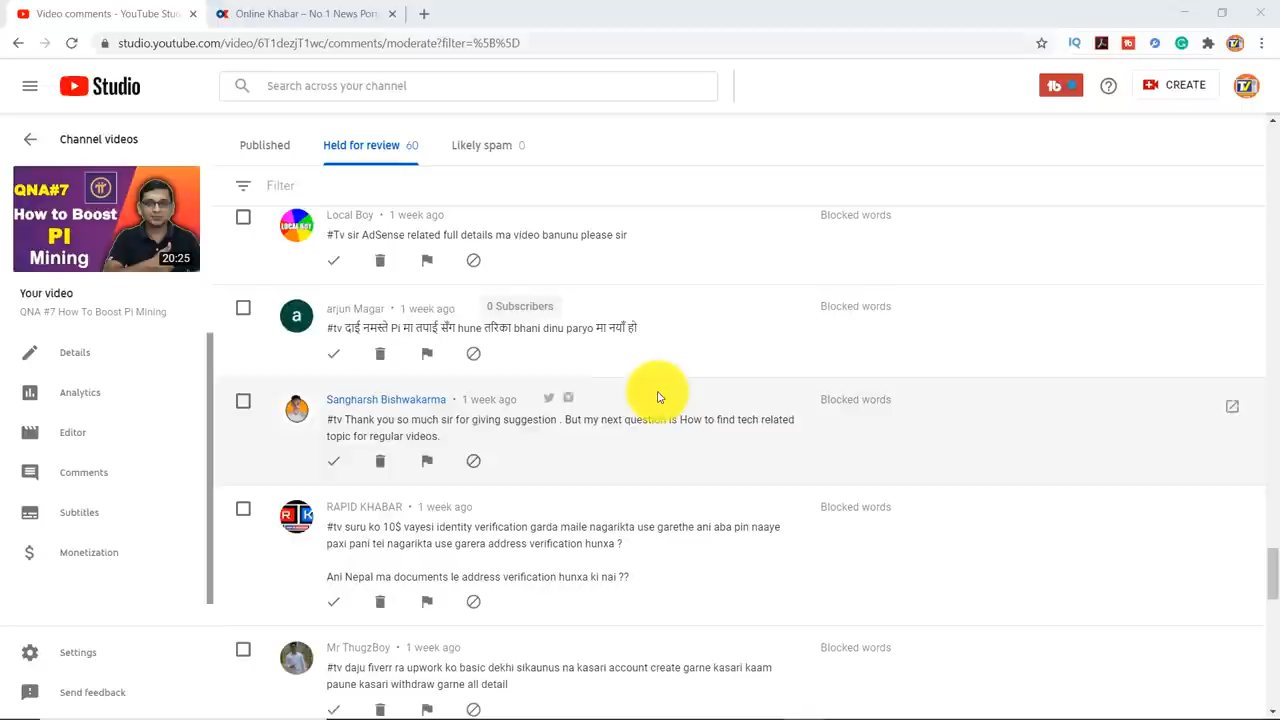 Video comments - YouTube Stu
Online Khabar – No 1 News Por
studio.youtube.com/video/6T1dezjT1wc/comments/moderate?filter=%5B%5D
Studio
Search across your channel
CREATE
Channel videos
Published
Held for review 60
Likely spam 0
Filter
QNA#7
How to Boost
PI
Mining
20:25
Your video
QNA #7 How To Boost Pi Mining
Details
Analytics
Editor
Comments
Subtitles
Monetization
Settings
Send feedback
LOCAL BOY
Local Boy • 1 week ago
Blocked words
#Tv sir AdSense related full details ma video banunu please sir
a
arjun Magar • 1 week ago
0 Subscribers
Blocked words
#tv दाई नमस्ते Pi मा तपाई सँग hune तरिका bhani dinu paryo मा नयाँ हो
Sangharsh Bishwakarma • 1 week ago
Blocked words
#tv Thank you so much sir for giving suggestion . But my next question is How to find tech related
topic for regular videos.
RK
RAPID KHABAR • 1 week ago
Blocked words
#tv suru ko 10$ vayesi identity verification garda maile nagarikta use garethe ani aba pin naaye
paxi pani tei nagarikta use garera address verification hunxa ?
Ani Nepal ma documents le address verification hunxa ki nai ??
Mr ThugzBoy • 1 week ago
Blocked words
#tv daju fiverr ra upwork ko basic dekhi sikaunus na kasari account create garne kasari kaam
paune kasari withdraw garne all detail